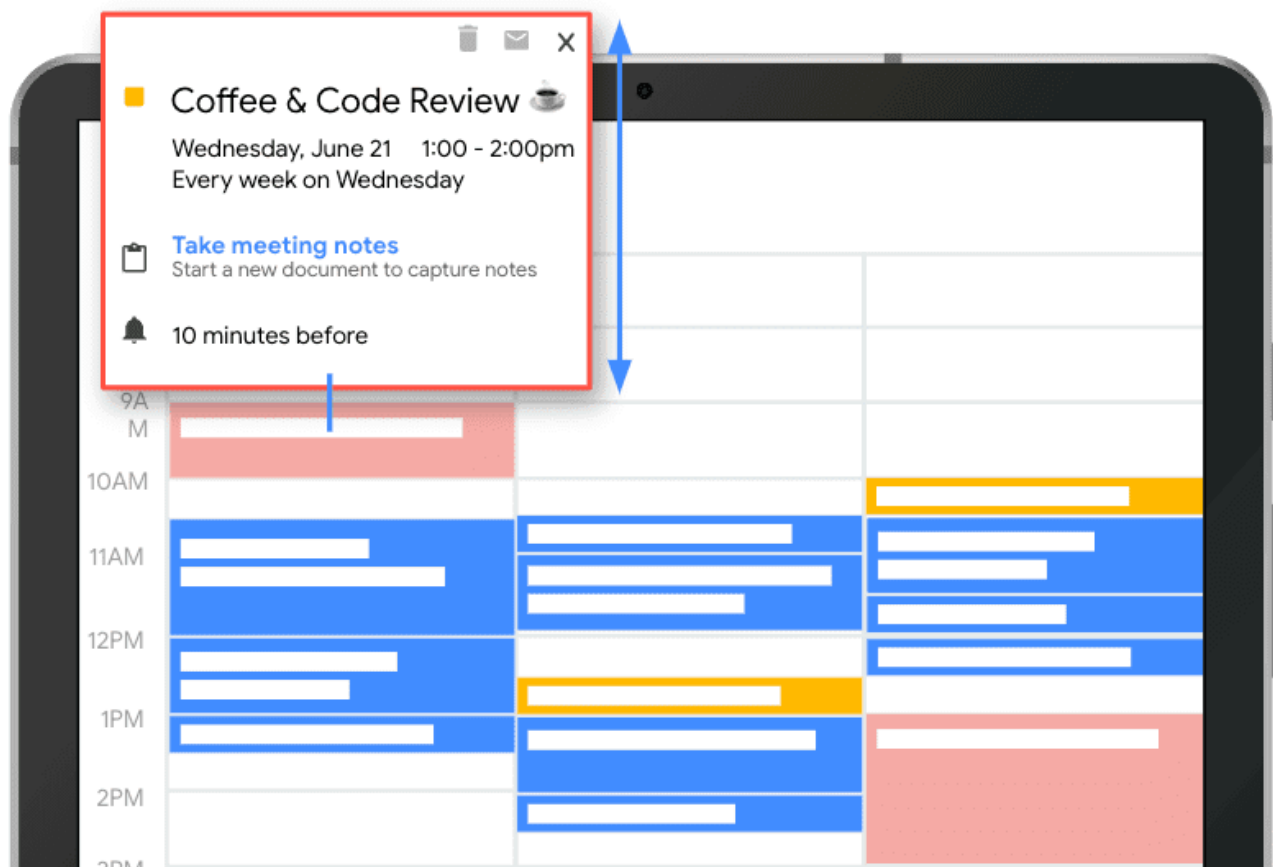 X
Coffee & Code Review ☕
Wednesday, June 21 1:00 - 2:00pm
Every week on Wednesday
Take meeting notes
Start a new document to capture notes
10 minutes before
9A
M
10AM
11AM
12PM
1PM
2PM
3PM